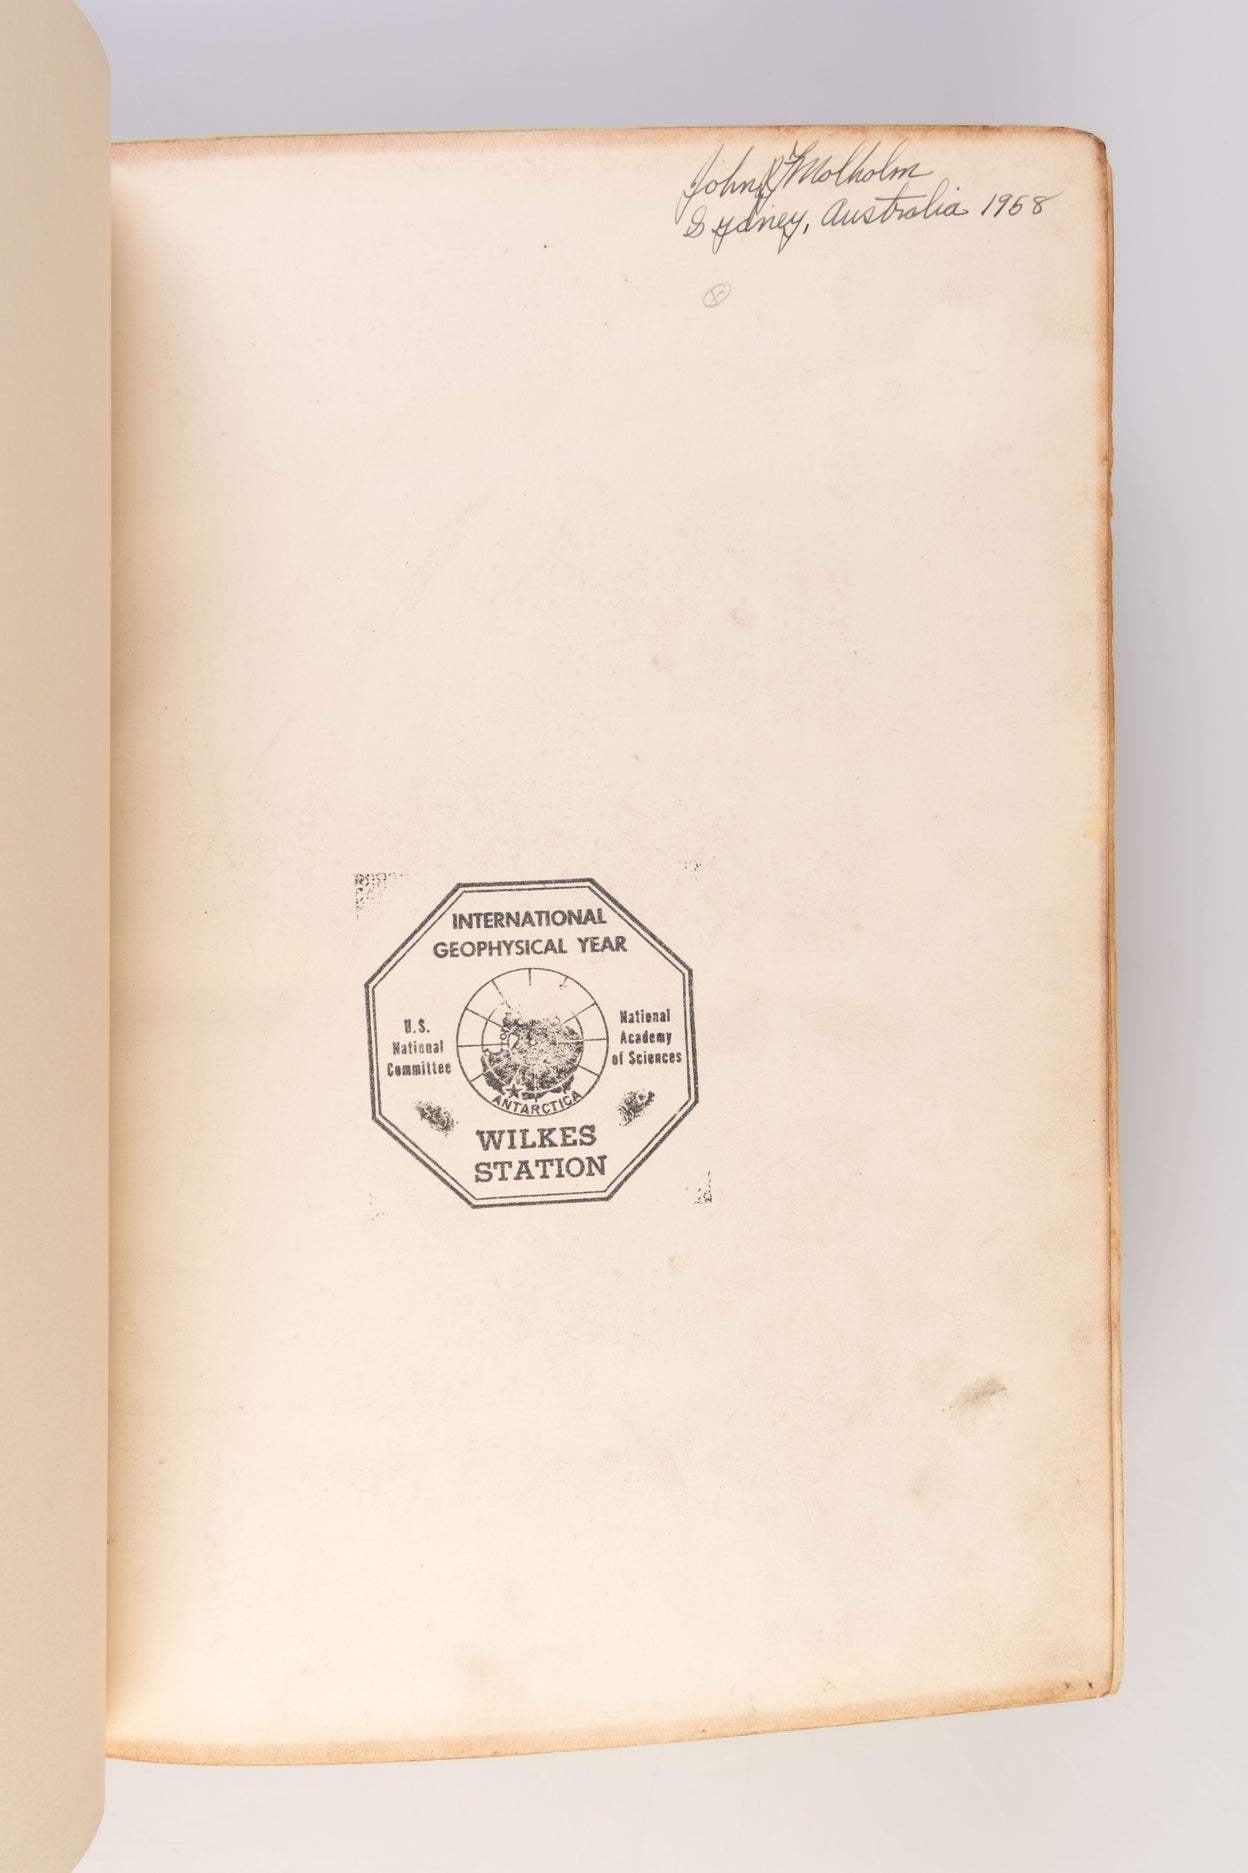 John T. Molholm
Sydney, Australia 1958
INTERNATIONAL
GEOPHYSICAL YEAR
U.S.
National
Committee
National
Academy
of Sciences
ANTARCTICA
WILKES
STATION